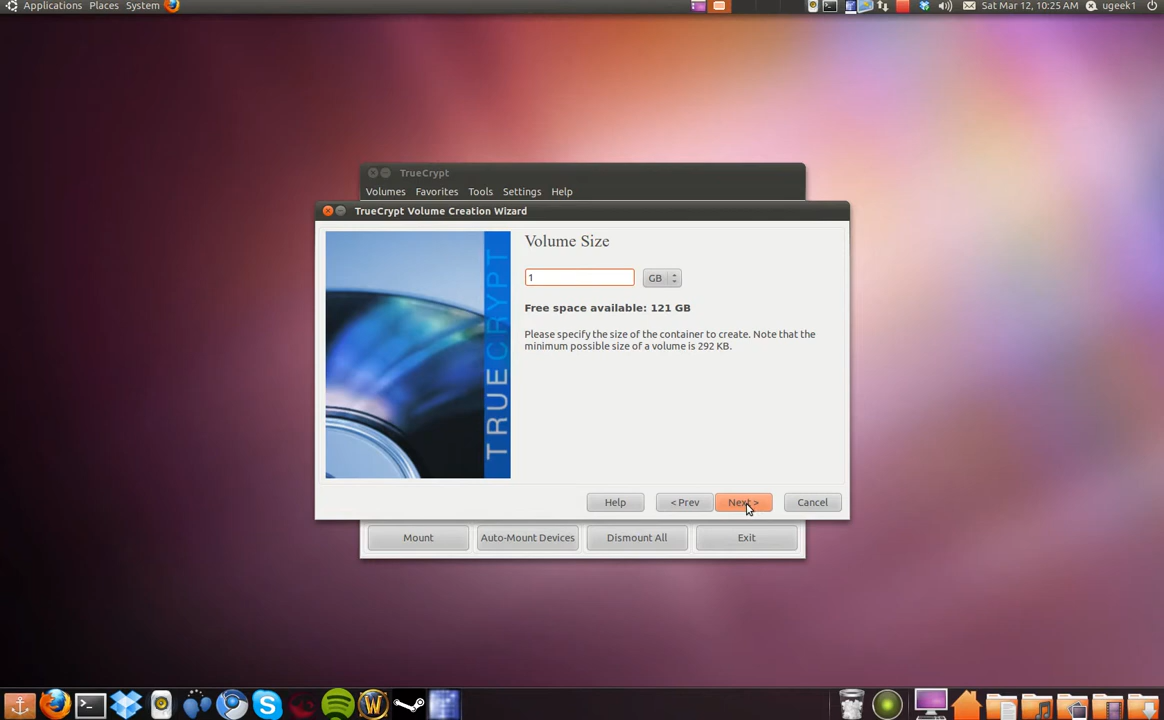 Applications Places System
Sat Mar 12, 10:25 AM ugeek1
TrueCrypt
Volumes Favorites Tools Settings Help
TrueCrypt Volume Creation Wizard
TRUECRYPT
Volume Size
1 GB
Free space available: 121 GB
Please specify the size of the container to create. Note that the
minimum possible size of a volume is 292 KB.
Help < Prev Next > Cancel
Mount Auto-Mount Devices Dismount All Exit